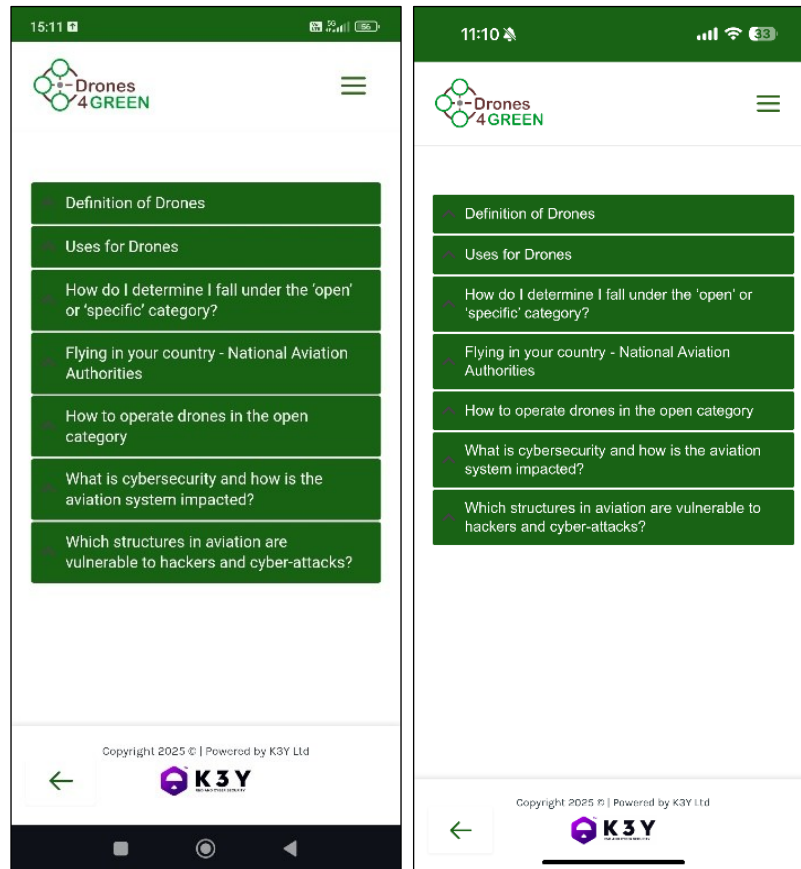 15:11
5G
56
Drones
4GREEN
Definition of Drones
Uses for Drones
How do I determine I fall under the ‘open’
or ‘specific’ category?
Flying in your country - National Aviation
Authorities
How to operate drones in the open
category
What is cybersecurity and how is the
aviation system impacted?
Which structures in aviation are
vulnerable to hackers and cyber-attacks?
Copyright 2025 © | Powered by K3Y Ltd
K3Y
11:10
33
Drones
4GREEN
Definition of Drones
Uses for Drones
How do I determine I fall under the ‘open’ or
‘specific’ category?
Flying in your country - National Aviation
Authorities
How to operate drones in the open category
What is cybersecurity and how is the aviation
system impacted?
Which structures in aviation are vulnerable to
hackers and cyber-attacks?
Copyright 2025 © | Powered by K3Y Ltd
K3Y